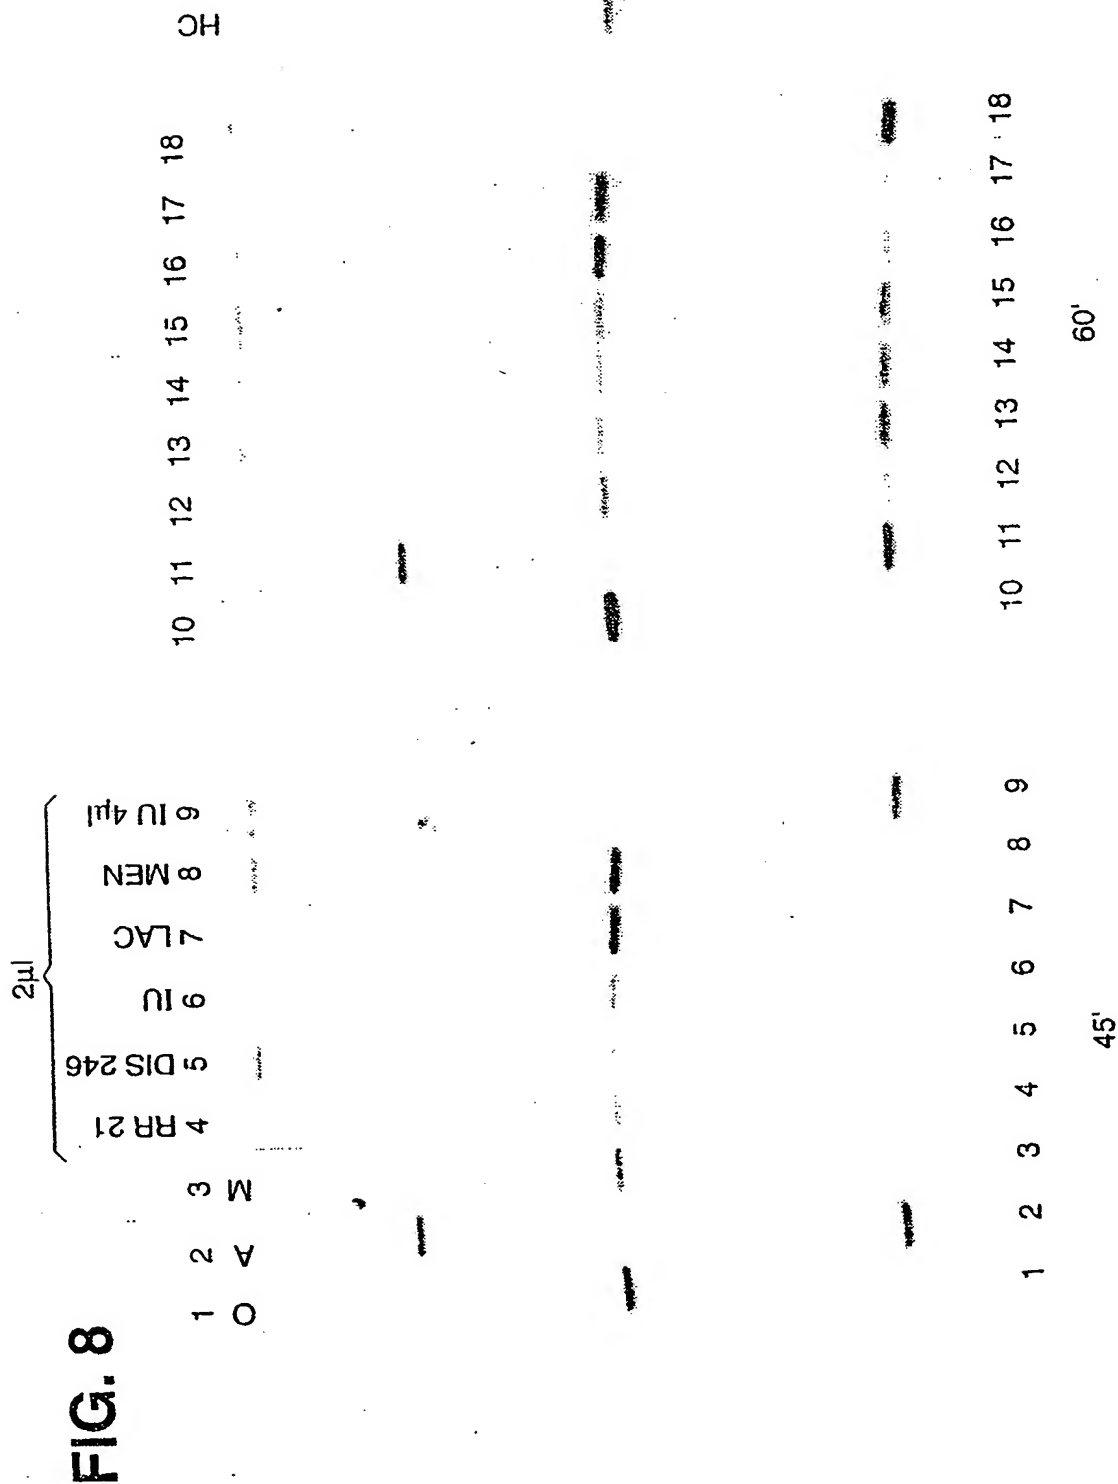 FIG. 8
2µl
1 2 3 4 RR 21 5 DIS 246 6 IU 7 LAC 8 MEN 9 IU 4µl 10 11 12 13 14 15 16 17 18 HC
O A M
1 2 3 4 5 6 7 8 9 10 11 12 13 14 15 16 17 18
45' 60'